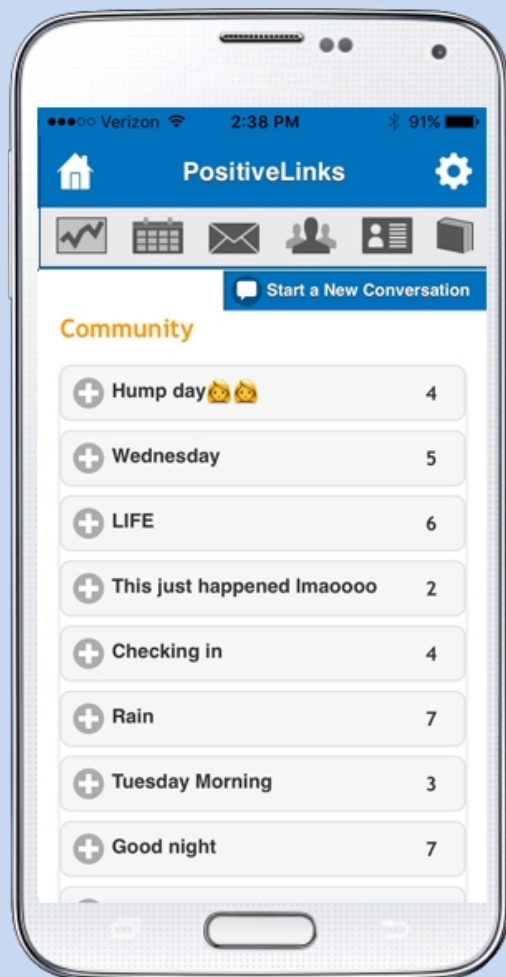 ●●●○○ Verizon 2:38 PM 91%
PositiveLinks
Start a New Conversation
Community
Hump day👩👩 4
Wednesday 5
LIFE 6
This just happened lmaoooo 2
Checking in 4
Rain 7
Tuesday Morning 3
Good night 7